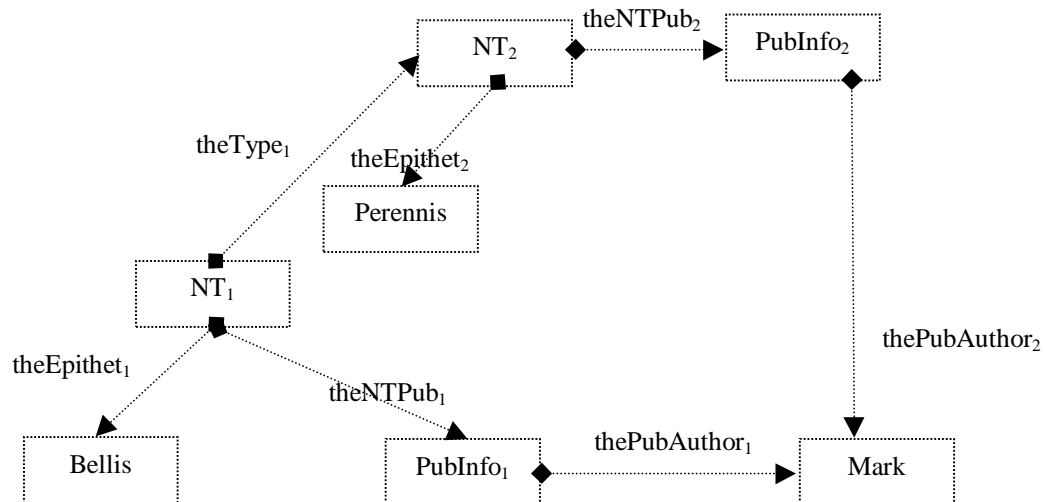 theNTPub₂
NT₂
PubInfo₂
theType₁
theEpithet₂
Perennis
NT₁
thePubAuthor₂
theEpithet₁
theNTPub₁
thePubAuthor₁
Bellis
PubInfo₁
Mark